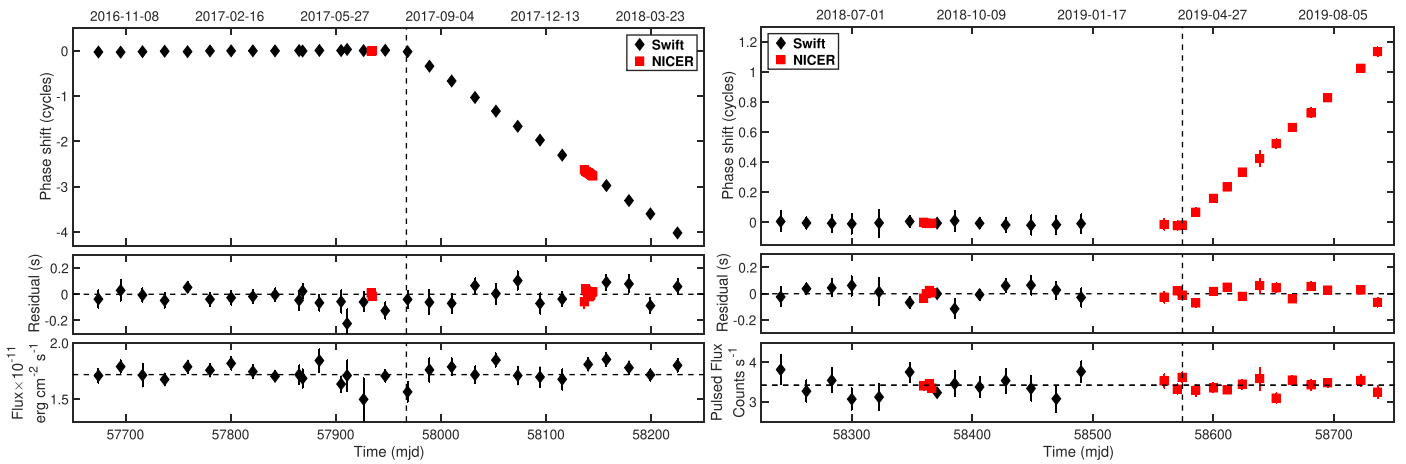 2016-11-08 2017-02-16 2017-05-27 2017-09-04 2017-12-13 2018-03-23
0
-1
-2
-3
-4
Phase shift (cycles)
Swift
NICER
0.2
0
-0.2
Residual (s)
2.0
1.5
Flux×10-11
erg cm-2 s-1
57700 57800 57900 58000 58100 58200
Time (mjd)
2018-07-01 2018-10-09 2019-01-17 2019-04-27 2019-08-05
1.2
1
0.8
0.6
0.4
0.2
0
Phase shift (cycles)
Swift
NICER
0.2
0
-0.2
Residual (s)
4
3
Pulsed Flux
Counts s-1
58300 58400 58500 58600 58700
Time (mjd)